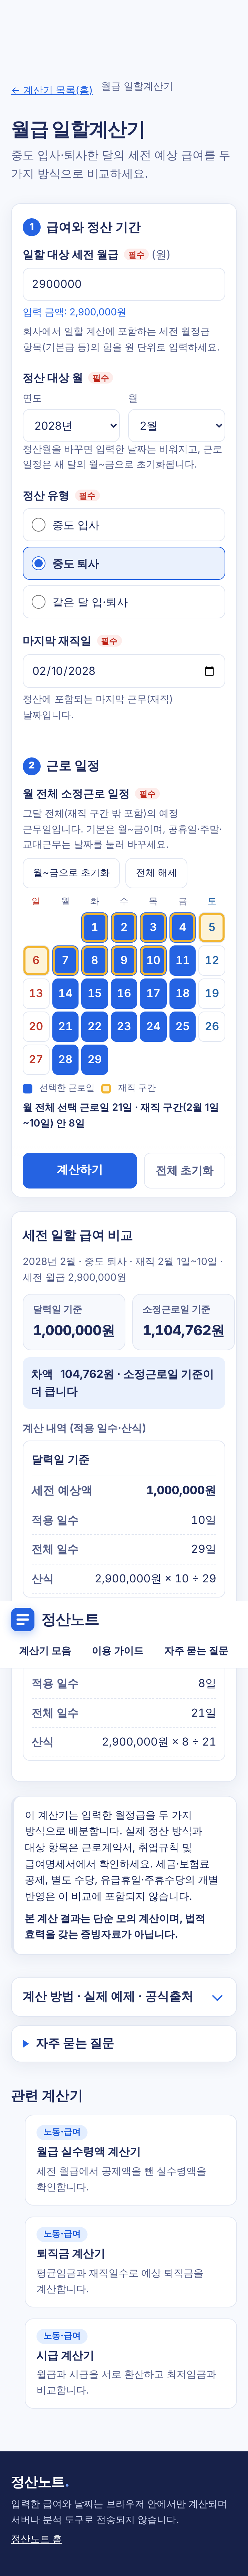 ← 계산기 목록(홈) 월급 일할계산기
월급 일할계산기
중도 입사·퇴사한 달의 세전 예상 급여를 두
가지 방식으로 비교하세요.
1 급여와 정산 기간
일할 대상 세전 월급 필수 (원)
2900000
입력 금액: 2,900,000원
회사에서 일할 계산에 포함하는 세전 월정급
항목(기본급 등)의 합을 원 단위로 입력하세요.
정산 대상 월 필수
연도 월
2028년 2월
정산월을 바꾸면 입력한 날짜는 비워지고, 근로
일정은 새 달의 월~금으로 초기화됩니다.
정산 유형 필수
중도 입사
중도 퇴사
같은 달 입·퇴사
마지막 재직일 필수
02/10/2028
정산에 포함되는 마지막 근무(재직)
날짜입니다.
2 근로 일정
월 전체 소정근로 일정 필수
그달 전체(재직 구간 밖 포함)의 예정
근무일입니다. 기본은 월~금이며, 공휴일·주말·
교대근무는 날짜를 눌러 바꾸세요.
월~금으로 초기화 전체 해제
일 월 화 수 목 금 토
1 2 3 4 5
6 7 8 9 10 11 12
13 14 15 16 17 18 19
20 21 22 23 24 25 26
27 28 29
선택한 근로일 재직 구간
월 전체 선택 근로일 21일 · 재직 구간(2월 1일
~10일) 안 8일
계산하기 전체 초기화
세전 일할 급여 비교
2028년 2월 · 중도 퇴사 · 재직 2월 1일~10일 ·
세전 월급 2,900,000원
달력일 기준 소정근로일 기준
1,000,000원 1,104,762원
차액 104,762원 · 소정근로일 기준이
더 큽니다
계산 내역 (적용 일수·산식)
달력일 기준
세전 예상액 1,000,000원
적용 일수 10일
전체 일수 29일
산식 2,900,000원 × 10 ÷ 29
정산노트
계산기 모음 이용 가이드 자주 묻는 질문
적용 일수 8일
전체 일수 21일
산식 2,900,000원 × 8 ÷ 21
이 계산기는 입력한 월정급을 두 가지
방식으로 배분합니다. 실제 정산 방식과
대상 항목은 근로계약서, 취업규칙 및
급여명세서에서 확인하세요. 세금·보험료
공제, 별도 수당, 유급휴일·주휴수당의 개별
반영은 이 비교에 포함되지 않습니다.
본 계산 결과는 단순 모의 계산이며, 법적
효력을 갖는 증빙자료가 아닙니다.
계산 방법 · 실제 예제 · 공식출처
자주 묻는 질문
관련 계산기
노동·급여
월급 실수령액 계산기
세전 월급에서 공제액을 뺀 실수령액을
확인합니다.
노동·급여
퇴직금 계산기
평균임금과 재직일수로 예상 퇴직금을
계산합니다.
노동·급여
시급 계산기
월급과 시급을 서로 환산하고 최저임금과
비교합니다.
정산노트.
입력한 급여와 날짜는 브라우저 안에서만 계산되며
서버나 분석 도구로 전송되지 않습니다.
정산노트 홈